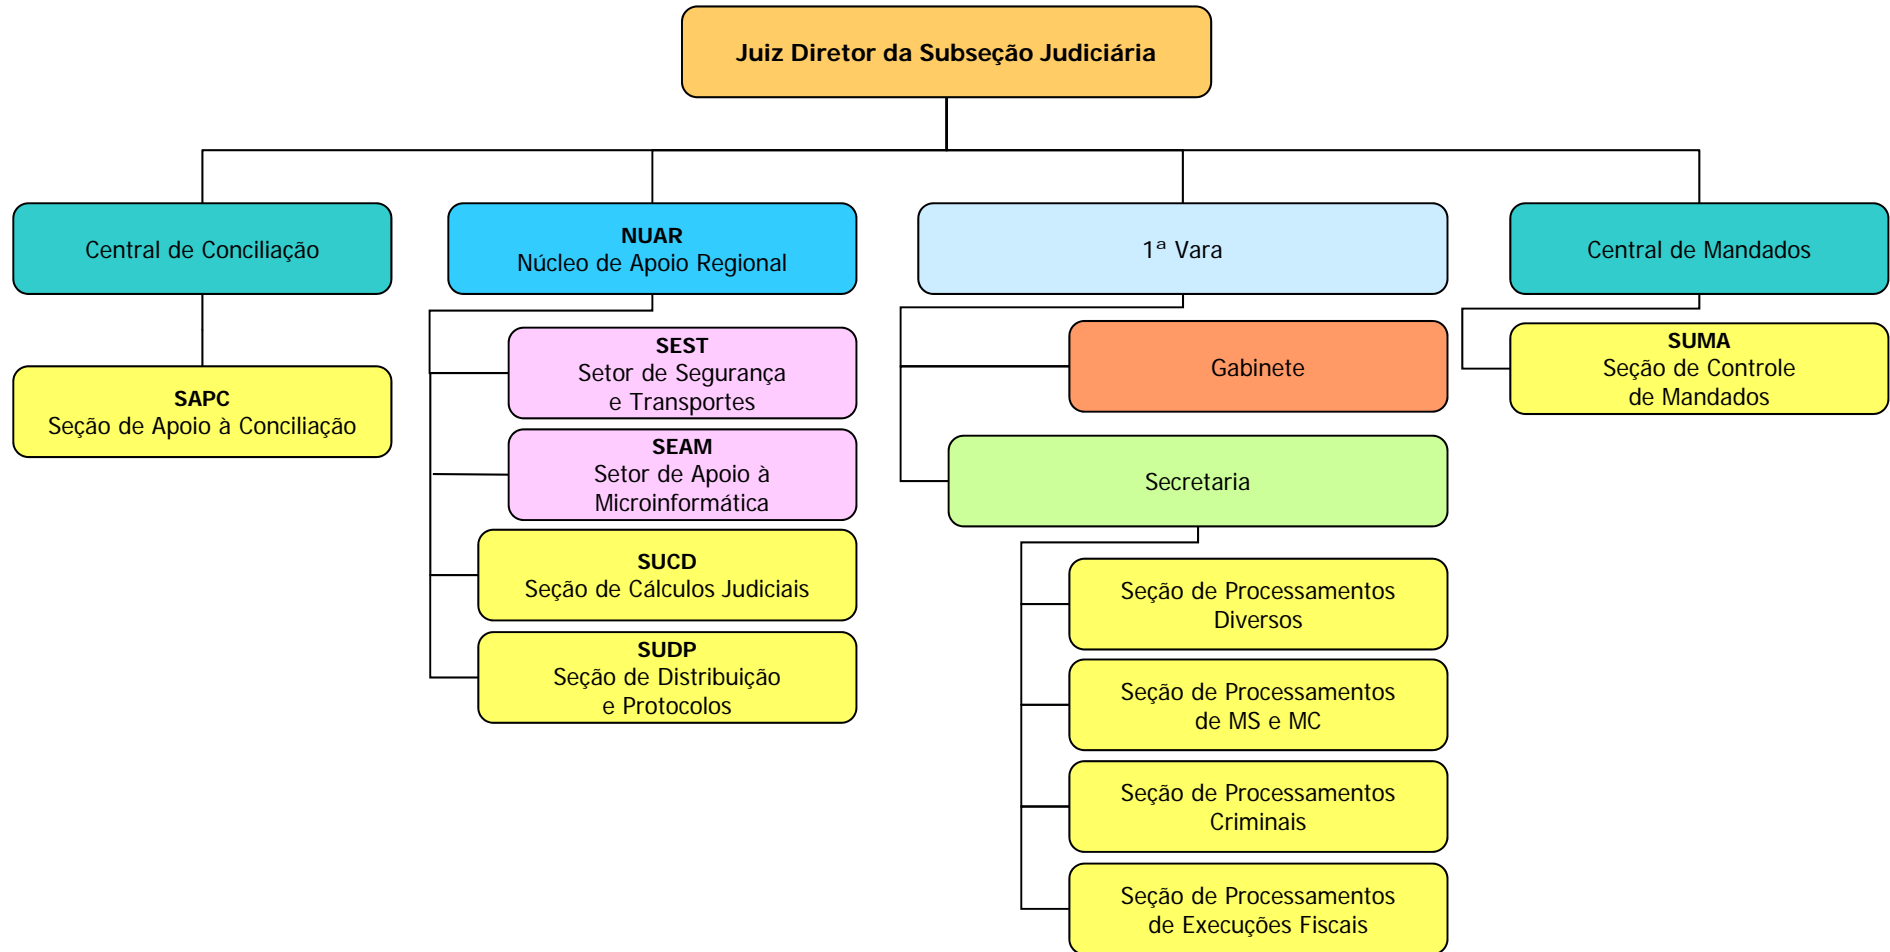 Juiz Diretor da Subseção Judiciária
Central de Conciliação
SAPC
Seção de Apoio à Conciliação
NUAR
Núcleo de Apoio Regional
SEST
Setor de Segurança
e Transportes
SEAM
Setor de Apoio à
Microinformática
SUCD
Seção de Cálculos Judiciais
SUDP
Seção de Distribuição
e Protocolos
1ª Vara
Gabinete
Secretaria
Seção de Processamentos
Diversos
Seção de Processamentos
de MS e MC
Seção de Processamentos
Criminais
Seção de Processamentos
de Execuções Fiscais
Central de Mandados
SUMA
Seção de Controle
de Mandados